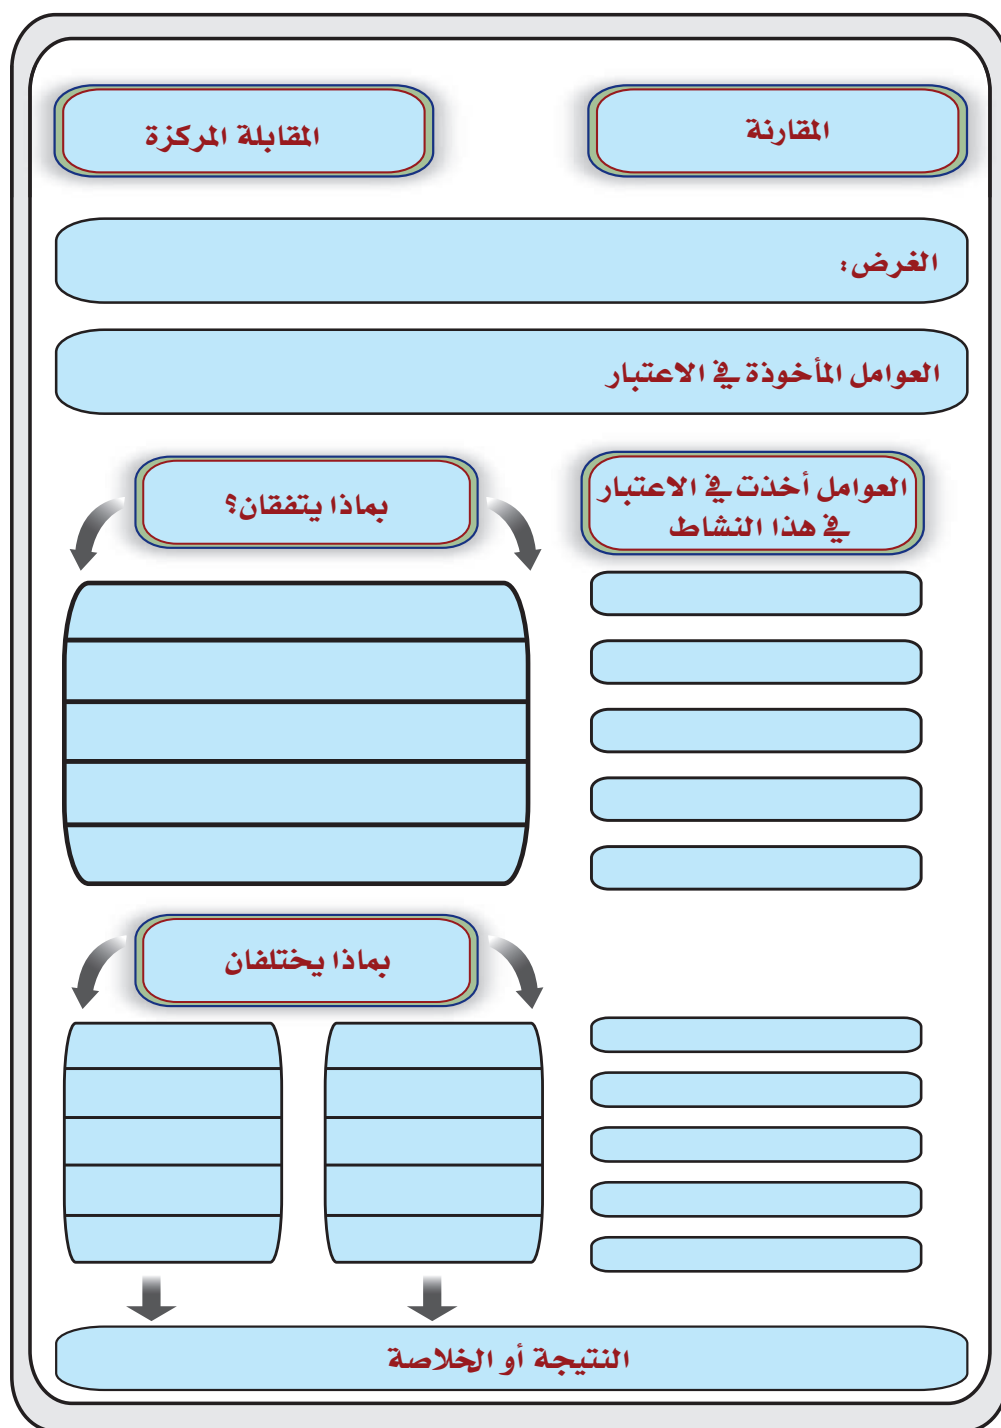 المقارنة
المقابلة المركزة
الغرض:
العوامل المأخوذة في الاعتبار
العوامل أخذت في الاعتبار
في هذا النشاط
بماذا يتفقان؟
بماذا يختلفان
النتيجة أو الخلاصة